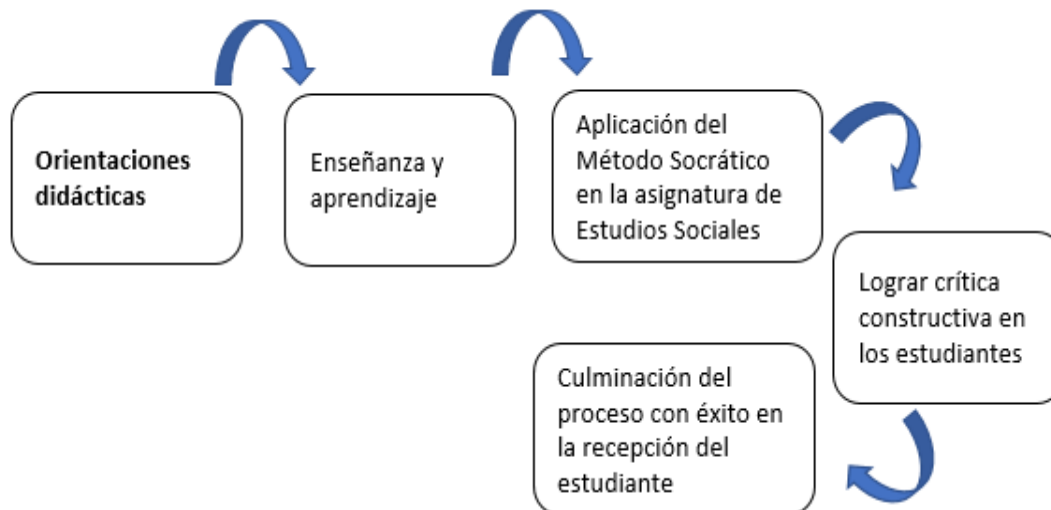 Orientaciones
didácticas
Enseñanza y
aprendizaje
Aplicación del
Método Socrático
en la asignatura de
Estudios Sociales
Lograr crítica
constructiva en
los estudiantes
Culminación del
proceso con éxito en
la recepción del
estudiante